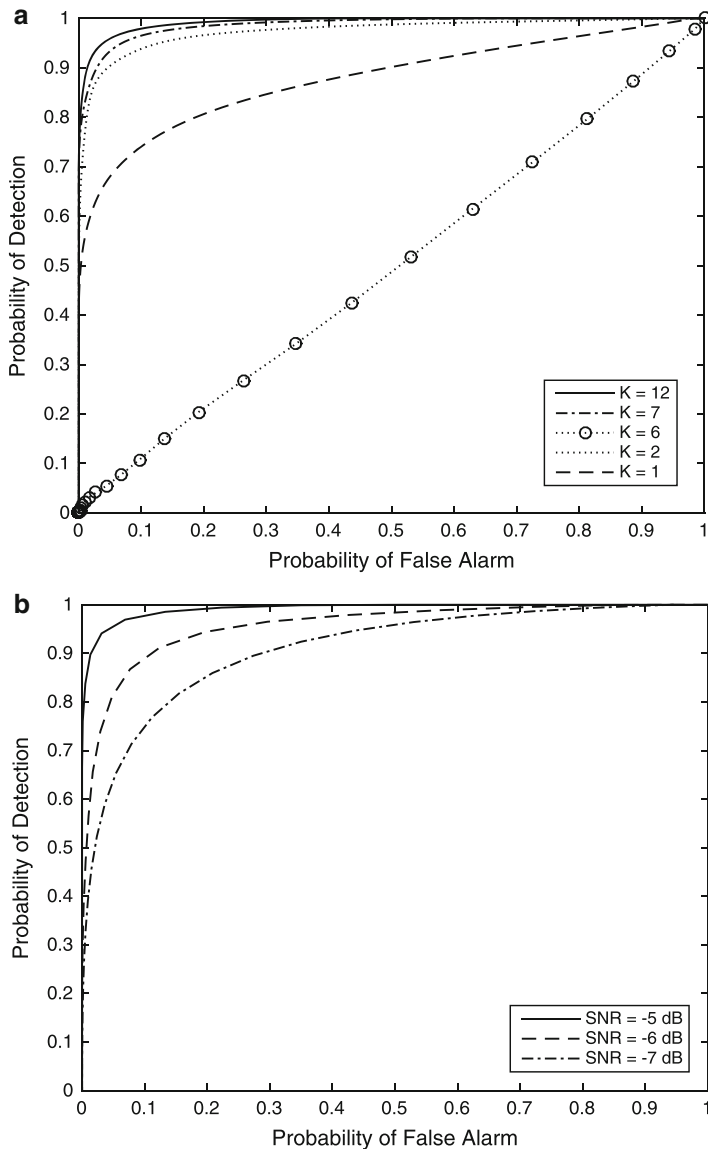 a
1
0.9
0.8
0.7
0.6
0.5
0.4
0.3
0.2
0.1
0
Probability of Detection
K = 12
K = 7
K = 6
K = 2
K = 1
0 0.1 0.2 0.3 0.4 0.5 0.6 0.7 0.8 0.9 1
Probability of False Alarm
b
1
0.9
0.8
0.7
0.6
0.5
0.4
0.3
0.2
0.1
0
Probability of Detection
SNR = -5 dB
SNR = -6 dB
SNR = -7 dB
0 0.1 0.2 0.3 0.4 0.5 0.6 0.7 0.8 0.9 1
Probability of False Alarm